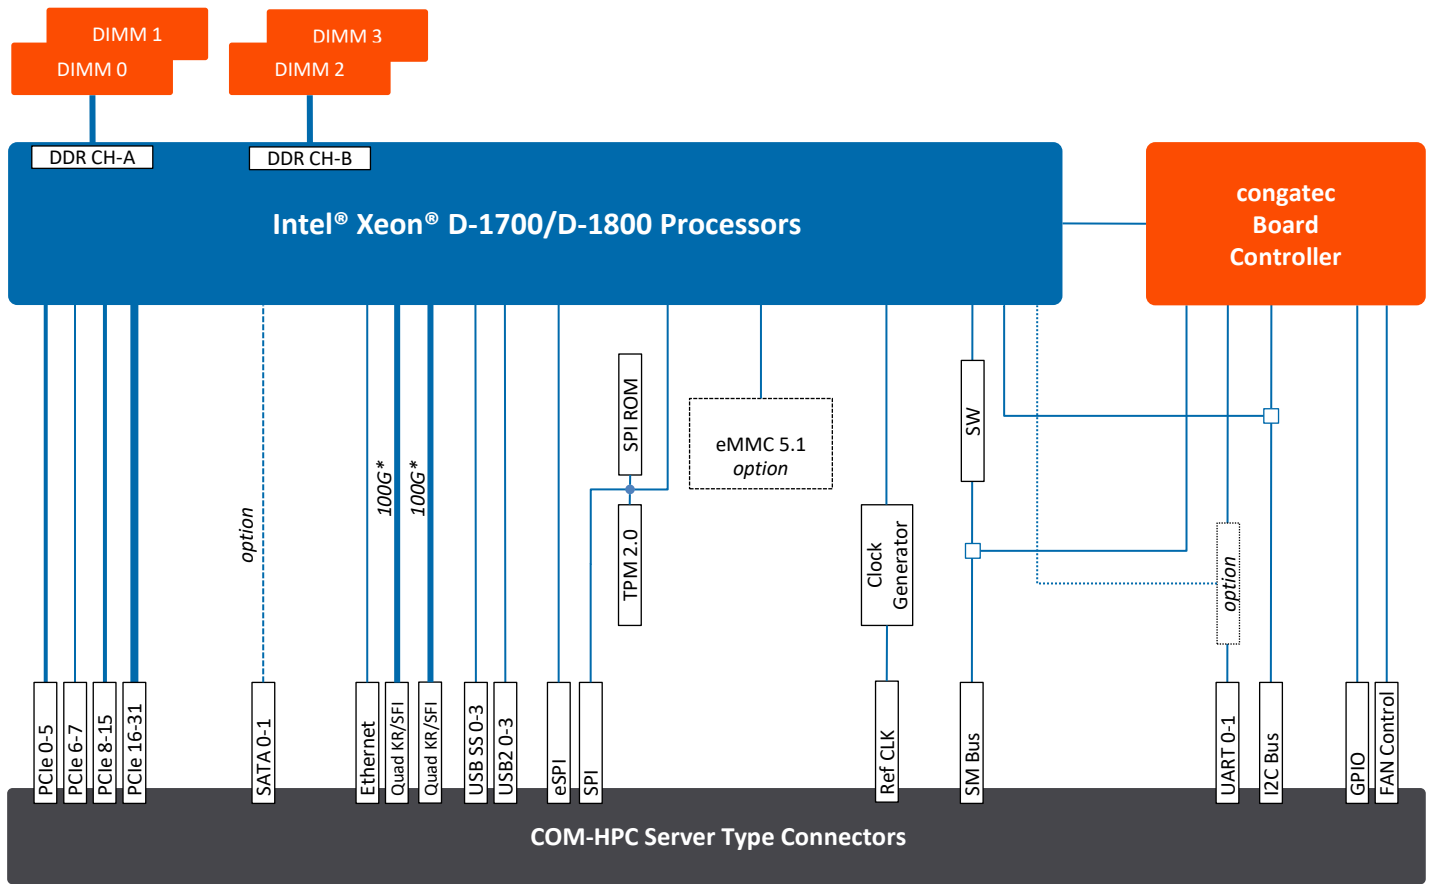 DIMM 1
DIMM 3
DIMM 0
DIMM 2
DDR CH-A
DDR CH-B
Intel® Xeon® D-1700/D-1800 Processors
congatec
Board
Controller
SPI ROM
SW
eMMC 5.1
option
100G*
100G*
option
TPM 2.0
Clock
Generator
option
PCIe 0-5
PCIe 6-7
PCIe 8-15
PCIe 16-31
SATA 0-1
Ethernet
Quad KR/SFI
Quad KR/SFI
USB SS 0-3
USB2 0-3
eSPI
SPI
Ref CLK
SM Bus
UART 0-1
I2C Bus
GPIO
FAN Control
COM-HPC Server Type Connectors